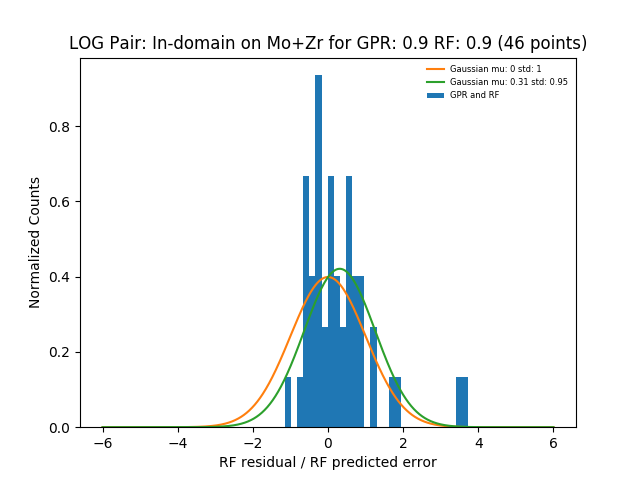 LOG Pair: In-domain on Mo+Zr for GPR: 0.9 RF: 0.9 (46 points)
Gaussian mu: 0 std: 1
Gaussian mu: 0.31 std: 0.95
GPR and RF
Normalized Counts
0.8
0.6
0.4
0.2
0.0
−6 −4 −2 0 2 4 6
RF residual / RF predicted error